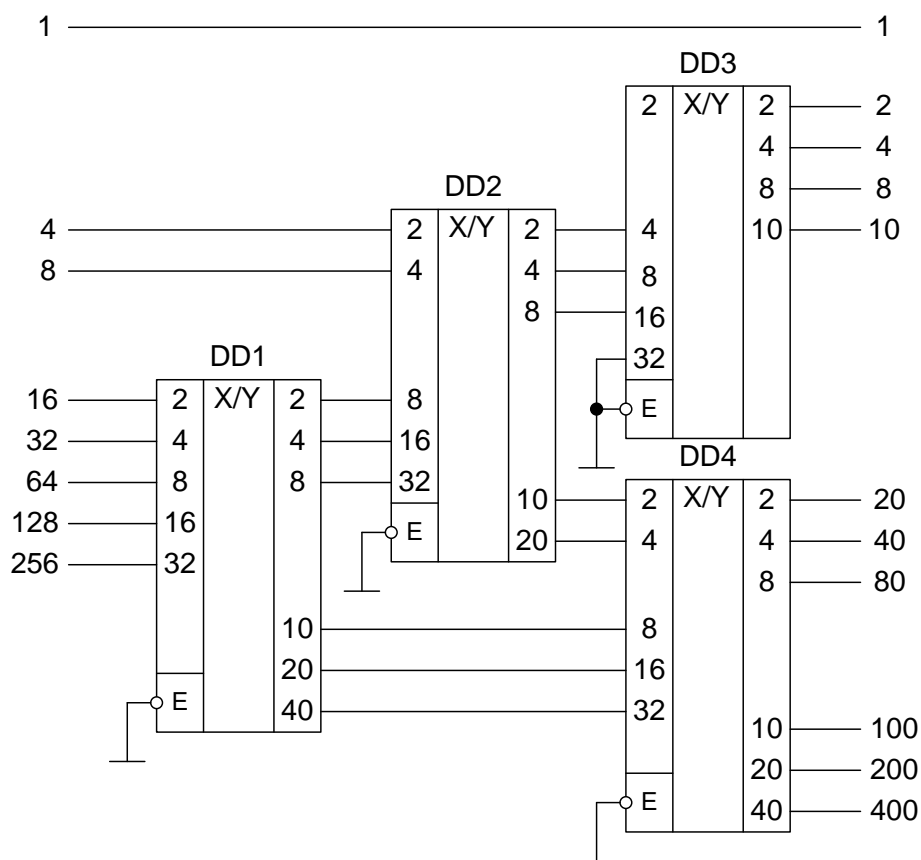 1 1
DD3
2 X/Y 2 2
4 4
8 8
DD2
4 2 X/Y 2 4 10 10
8 4 4 8
8 16
DD1 32
16 2 X/Y 2 8 E
32 4 4 16
64 8 8 32 DD4
128 16 10 2 X/Y 2 20
E 20 4 4 40
256 32 8 80
10 8
20 16
E 40 32 10 100
20 200
E 40 400